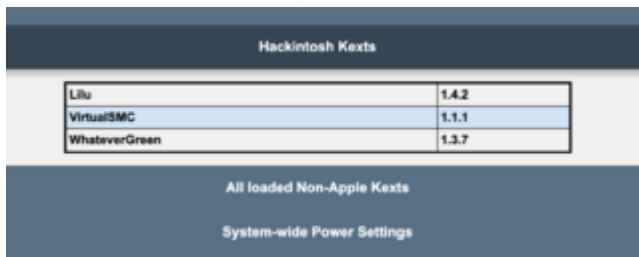 Hackintosh Kexts
Lilu 1.4.2
VirtualSMC 1.1.1
WhateverGreen 1.3.7
All loaded Non-Apple Kexts
System-wide Power Settings